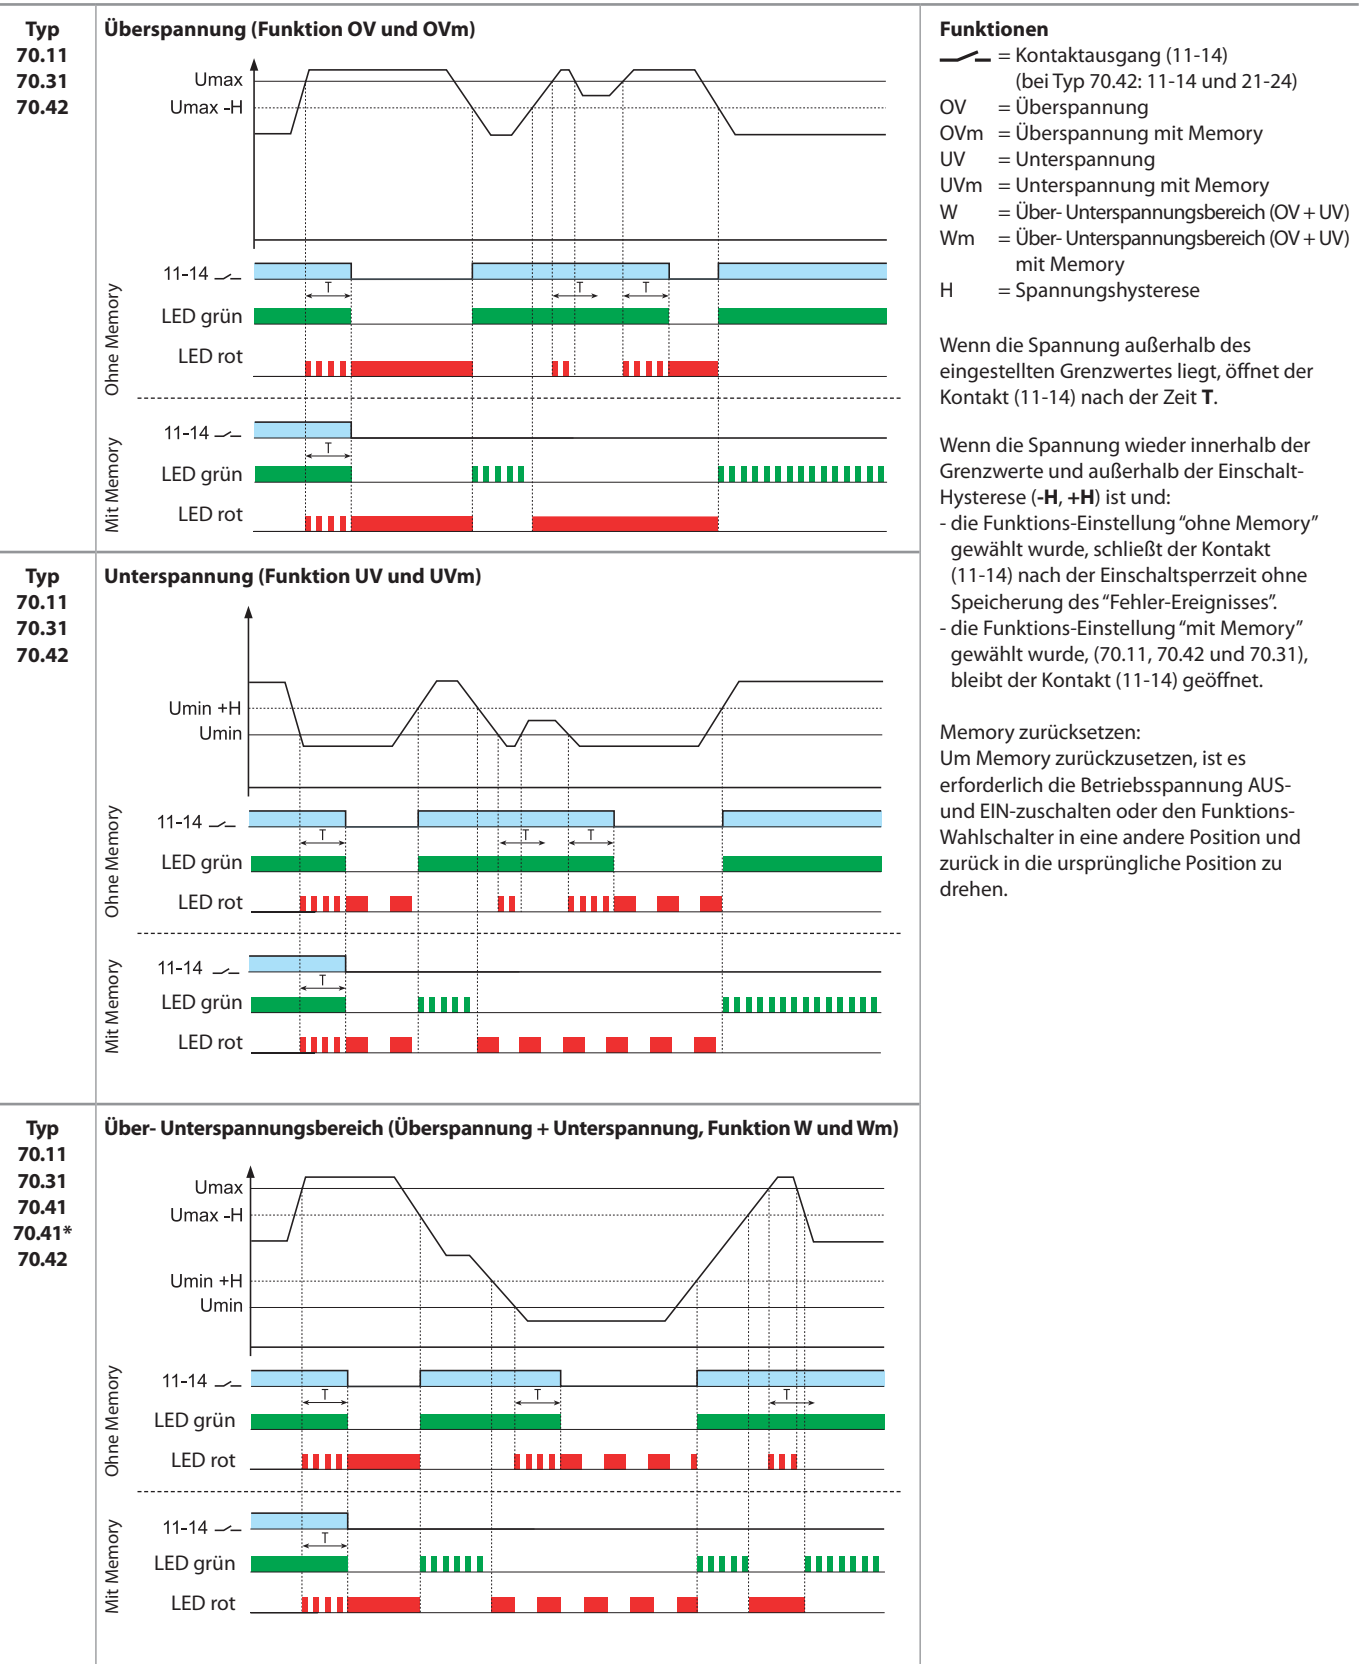 Typ
70.11
70.31
70.42
Überspannung (Funktion OV und OVm)
Umax
Umax -H
Ohne Memory
11-14
T
T
T
LED grün
LED rot
Mit Memory
11-14
T
LED grün
LED rot
Typ
70.11
70.31
70.42
Unterspannung (Funktion UV und UVm)
Umin +H
Umin
Ohne Memory
11-14
T
T
T
LED grün
LED rot
Mit Memory
11-14
T
LED grün
LED rot
Typ
70.11
70.31
70.41
70.41*
70.42
Über- Unterspannungsbereich (Überspannung + Unterspannung, Funktion W und Wm)
Umax
Umax -H
Umin +H
Umin
Ohne Memory
11-14
T
T
T
LED grün
LED rot
Mit Memory
11-14
T
LED grün
LED rot
Funktionen
= Kontaktausgang (11-14)
(bei Typ 70.42: 11-14 und 21-24)
OV = Überspannung
OVm = Überspannung mit Memory
UV = Unterspannung
UVm = Unterspannung mit Memory
W = Über- Unterspannungsbereich (OV + UV)
Wm = Über- Unterspannungsbereich (OV + UV)
mit Memory
H = Spannungshysterese
Wenn die Spannung außerhalb des
eingestellten Grenzwertes liegt, öffnet der
Kontakt (11-14) nach der Zeit T.
Wenn die Spannung wieder innerhalb der
Grenzwerte und außerhalb der Einschalt-
Hysterese (-H, +H) ist und:
- die Funktions-Einstellung “ohne Memory”
gewählt wurde, schließt der Kontakt
(11-14) nach der Einschaltsperrzeit ohne
Speicherung des “Fehler-Ereignisses”.
- die Funktions-Einstellung “mit Memory”
gewählt wurde, (70.11, 70.42 und 70.31),
bleibt der Kontakt (11-14) geöffnet.
Memory zurücksetzen:
Um Memory zurückzusetzen, ist es
erforderlich die Betriebsspannung AUS-
und EIN-zuschalten oder den Funktions-
Wahlschalter in eine andere Position und
zurück in die ursprüngliche Position zu
drehen.